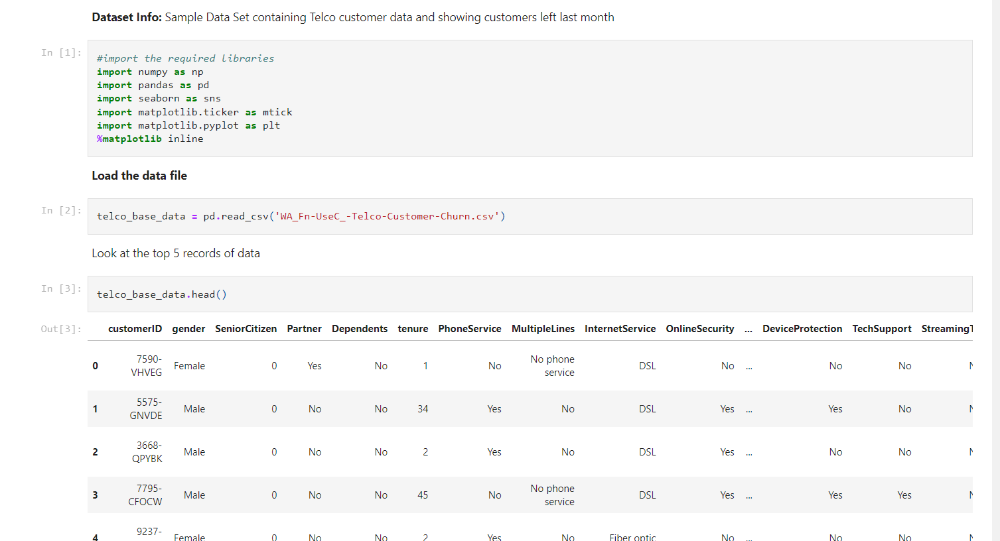 Dataset Info: Sample Data Set containing Telco customer data and showing customers left last month
In [1]:
#import the required libraries
import numpy as np
import pandas as pd
import seaborn as sns
import matplotlib.ticker as mtick
import matplotlib.pyplot as plt
%matplotlib inline
Load the data file
In [2]:
telco_base_data = pd.read_csv('WA_Fn-UseC_-Telco-Customer-Churn.csv')
Look at the top 5 records of data
In [3]:
telco_base_data.head()
Out[3]:
customerID gender SeniorCitizen Partner Dependents tenure PhoneService MultipleLines InternetService OnlineSecurity ... DeviceProtection TechSupport StreamingT
0 7590-VHVEG Female 0 Yes No 1 No No phone service DSL No ... No No N
1 5575-GNVDE Male 0 No No 34 Yes No DSL Yes ... Yes No N
2 3668-QPYBK Male 0 No No 2 Yes No DSL Yes ... No No N
3 7795-CFOCW Male 0 No No 45 No No phone service DSL Yes ... Yes Yes N
4 9237- Female 0 No No 2 Yes No Fiber optic No ... No No N